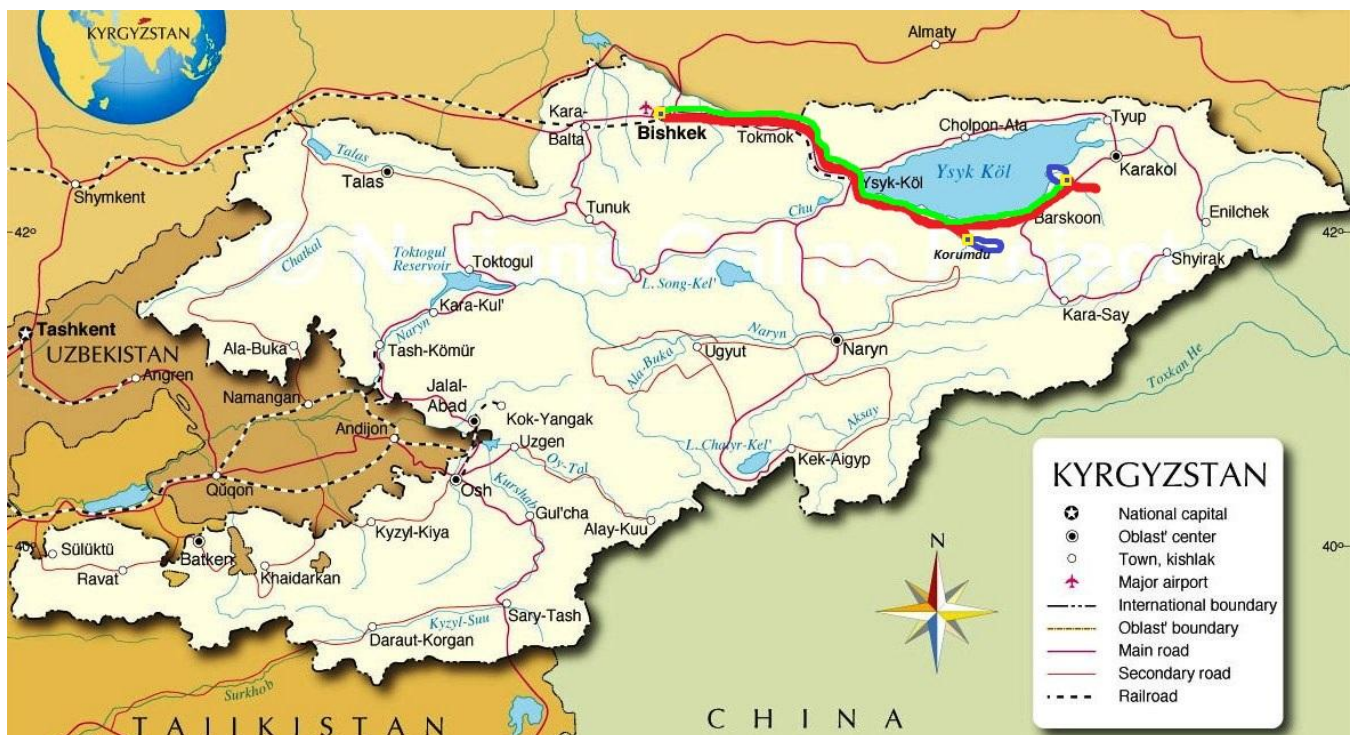 KYRGYZSTAN
Almaty
Kara-
Balta
Bishkek
Tokmok
Cholpon-Ata
Tyup
Talas
Talas
Ysyk-Köl
Ysyk Köl
Karakol
Shymkent
42°
Tunuk
Chu
Barskoon
Enilchek
42°
Korumdu
Chatkal
Toktogul
Reservoir
Toktogul
L. Song-Kel'
Shyirak
Kara-Kul'
Kara-Say
Tashkent
UZBEKISTAN
Naryn
Naryn
Ala-Buka
Tash-Kömür
Ala-Buka
Ugyut
Naryn
Toxkan He
Angren
Namangan
Jalal-
Abad
Kok-Yangak
Andijon
Uzgen
Aksay
L. Chatyr-Kel'
Kek-Aigyp
Oy-Tal
Qŭqon
Osh
Kurshab
Gul'cha
Kyzyl-Kiya
Alay-Kuu
40°
40°
Sülüktü
Batken
Ravat
Khaidarkan
Sary-Tash
Kyzyl-Suu
Daraut-Korgan
Surkhob
TAJIKISTAN
CHINA
N
KYRGYZSTAN
National capital
Oblast' center
Town, kishlak
Major airport
International boundary
Oblast' boundary
Main road
Secondary road
Railroad